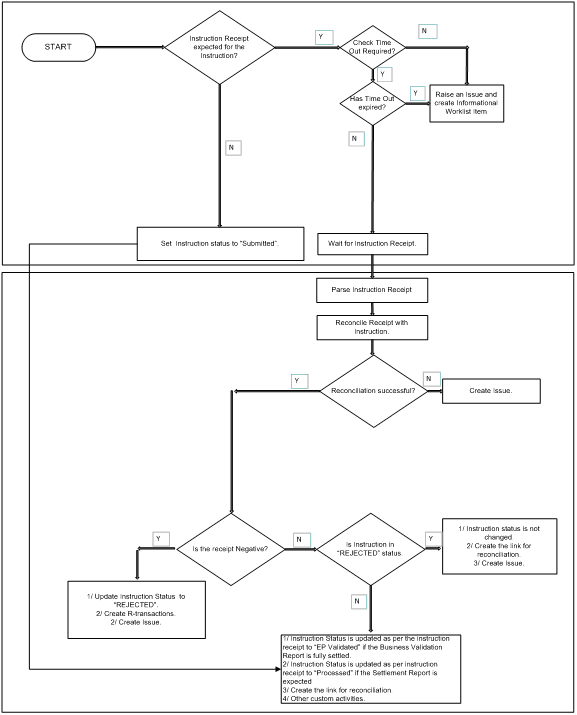 START
Instruction Receipt
expected for the
Instruction?
Y
Check Time
Out Required?
N
Y
Has Time Out
expired?
Y
Raise an Issue and
create Informational
Worklist Item
N
N
Set Instruction status to "Submitted".
Wait for Instruction Receipt.
Parse Instruction Receipt
Reconcile Receipt with
Instruction.
Y
Reconciliation successful?
N
Create Issue.
Y
Is the receipt Negative?
N
Is Instruction in
"REJECTED" status
Y
1/ Instruction status is not
changed
2/ Create the link for
reconciliation.
3/ Create Issue.
1/ Update Instruction Status to
"REJECTED".
2/ Create R-transactions.
2/ Create Issue.
N
1/ Instruction Status is updated as per the instruction
receipt to "EP Validated" if the Business Validation
Report is fully settled.
2/ Instruction Status is updated as per instruction
receipt to "Processed" if the Settlement Report is
expected
3/ Create the link for reconciliation
4/ Other custom activities.